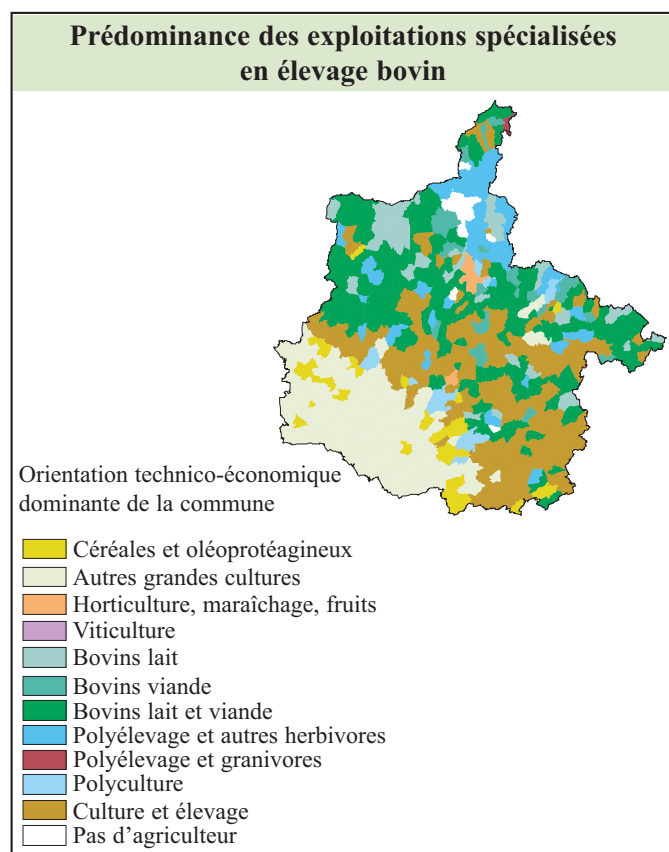 Prédominance des exploitations spécialisées
en élevage bovin
Orientation technico-économique
dominante de la commune
Céréales et oléoprotéagineux
Autres grandes cultures
Horticulture, maraîchage, fruits
Viticulture
Bovins lait
Bovins viande
Bovins lait et viande
Polyélevage et autres herbivores
Polyélevage et granivores
Polyculture
Culture et élevage
Pas d'agriculteur